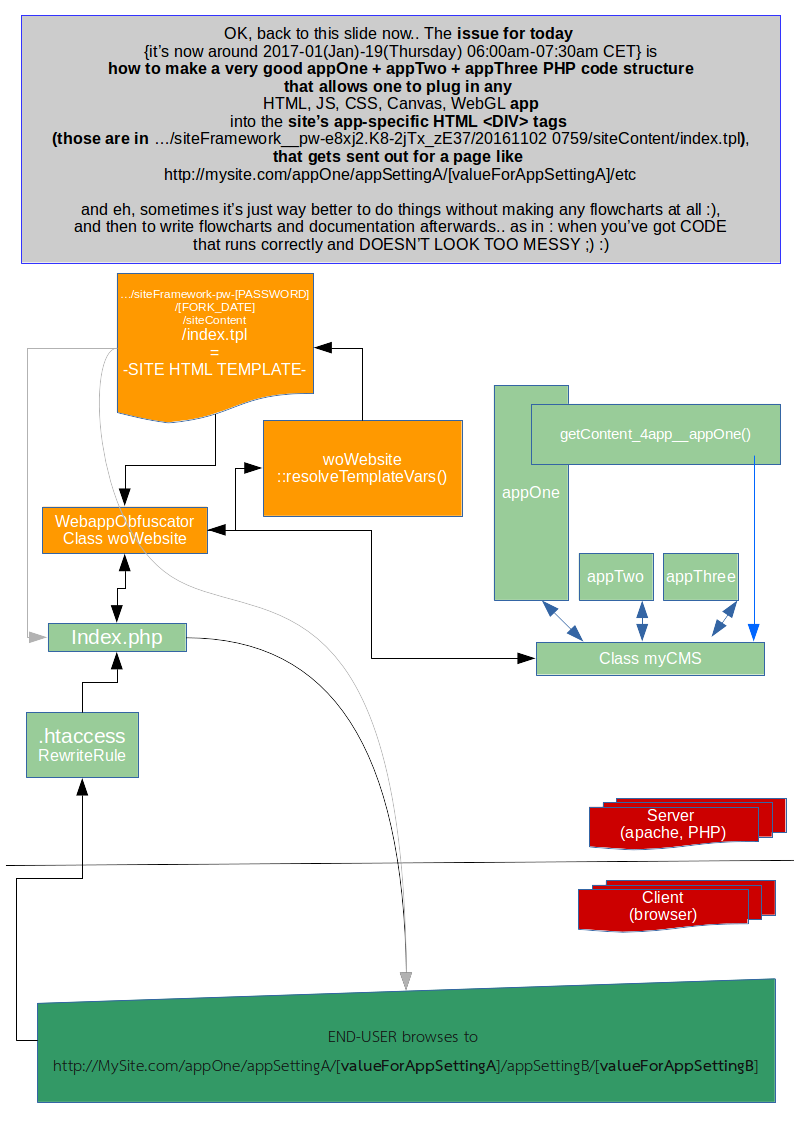 OK, back to this slide now.. The issue for today
{it's now around 2017-01(Jan)-19(Thursday) 06:00am-07:30am CET} is
how to make a very good appOne + appTwo + appThree PHP code structure
that allows one to plug in any
HTML, JS, CSS, Canvas, WebGL app
into the site's app-specific HTML <DIV> tags
(those are in …/siteFramework__pw-e8xj2.K8-2jTx_zE37/20161102 0759/siteContent/index.tpl),
that gets sent out for a page like
http://mysite.com/appOne/appSettingA/[valueForAppSettingA]/etc
and eh, sometimes it's just way better to do things without making any flowcharts at all :),
and then to write flowcharts and documentation afterwards.. as in : when you've got CODE
that runs correctly and DOESN'T LOOK TOO MESSY ;) :)
…/siteFramework-pw-[PASSWORD]
/[FORK_DATE]
/siteContent
/index.tpl
=
-SITE HTML TEMPLATE-
woWebsite
::resolveTemplateVars()
getContent_4app__appOne()
appOne
WebappObfuscator
Class woWebsite
appTwo
appThree
Index.php
Class myCMS
.htaccess
RewriteRule
Server
(apache, PHP)
Client
(browser)
END-USER browses to
http://MySite.com/appOne/appSettingA/[valueForAppSettingA]/appSettingB/[valueForAppSettingB]